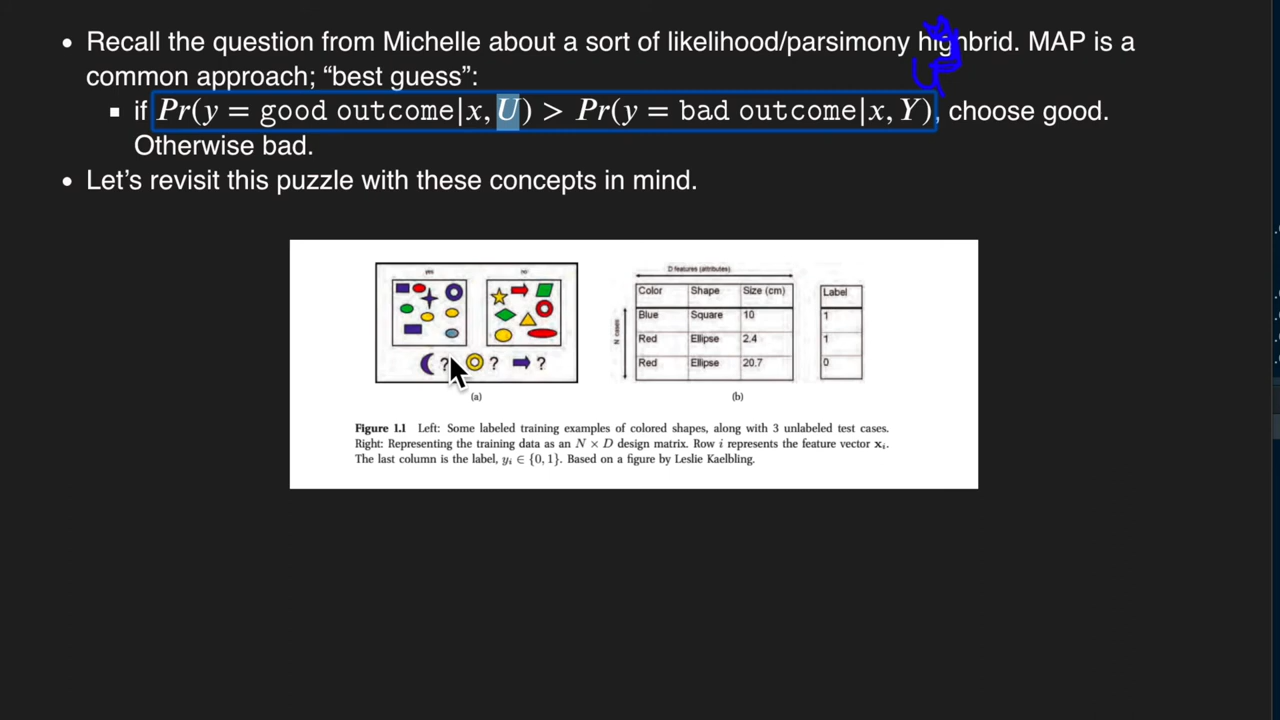 Recall the question from Michelle about a sort of likelihood/parsimony highbrid. MAP is a
common approach; “best guess”:
if Pr(y = good outcome|x, U) > Pr(y = bad outcome|x, Y), choose good.
Otherwise bad.
Let’s revisit this puzzle with these concepts in mind.
yes no
? ? ?
(a)
D features (attributes)
N cases
Color Shape Size (cm) Label
Blue Square 10 1
Red Ellipse 2.4 1
Red Ellipse 20.7 0
(b)
Figure 1.1 Left: Some labeled training examples of colored shapes, along with 3 unlabeled test cases.
Right: Representing the training data as an N × D design matrix. Row i represents the feature vector xᵢ.
The last column is the label, yᵢ ∈ {0, 1}. Based on a figure by Leslie Kaelbling.